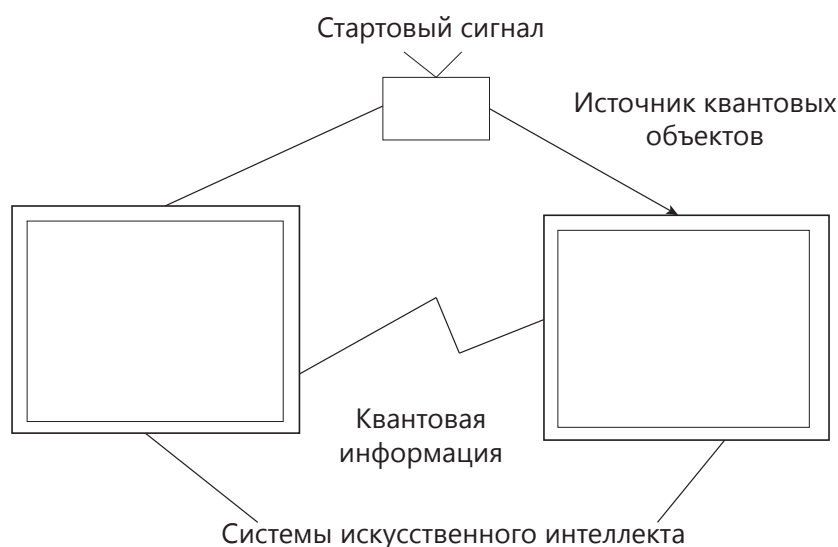 Стартовый сигнал
Источник квантовых
объектов
Квантовая
информация
Системы искусственного интеллекта